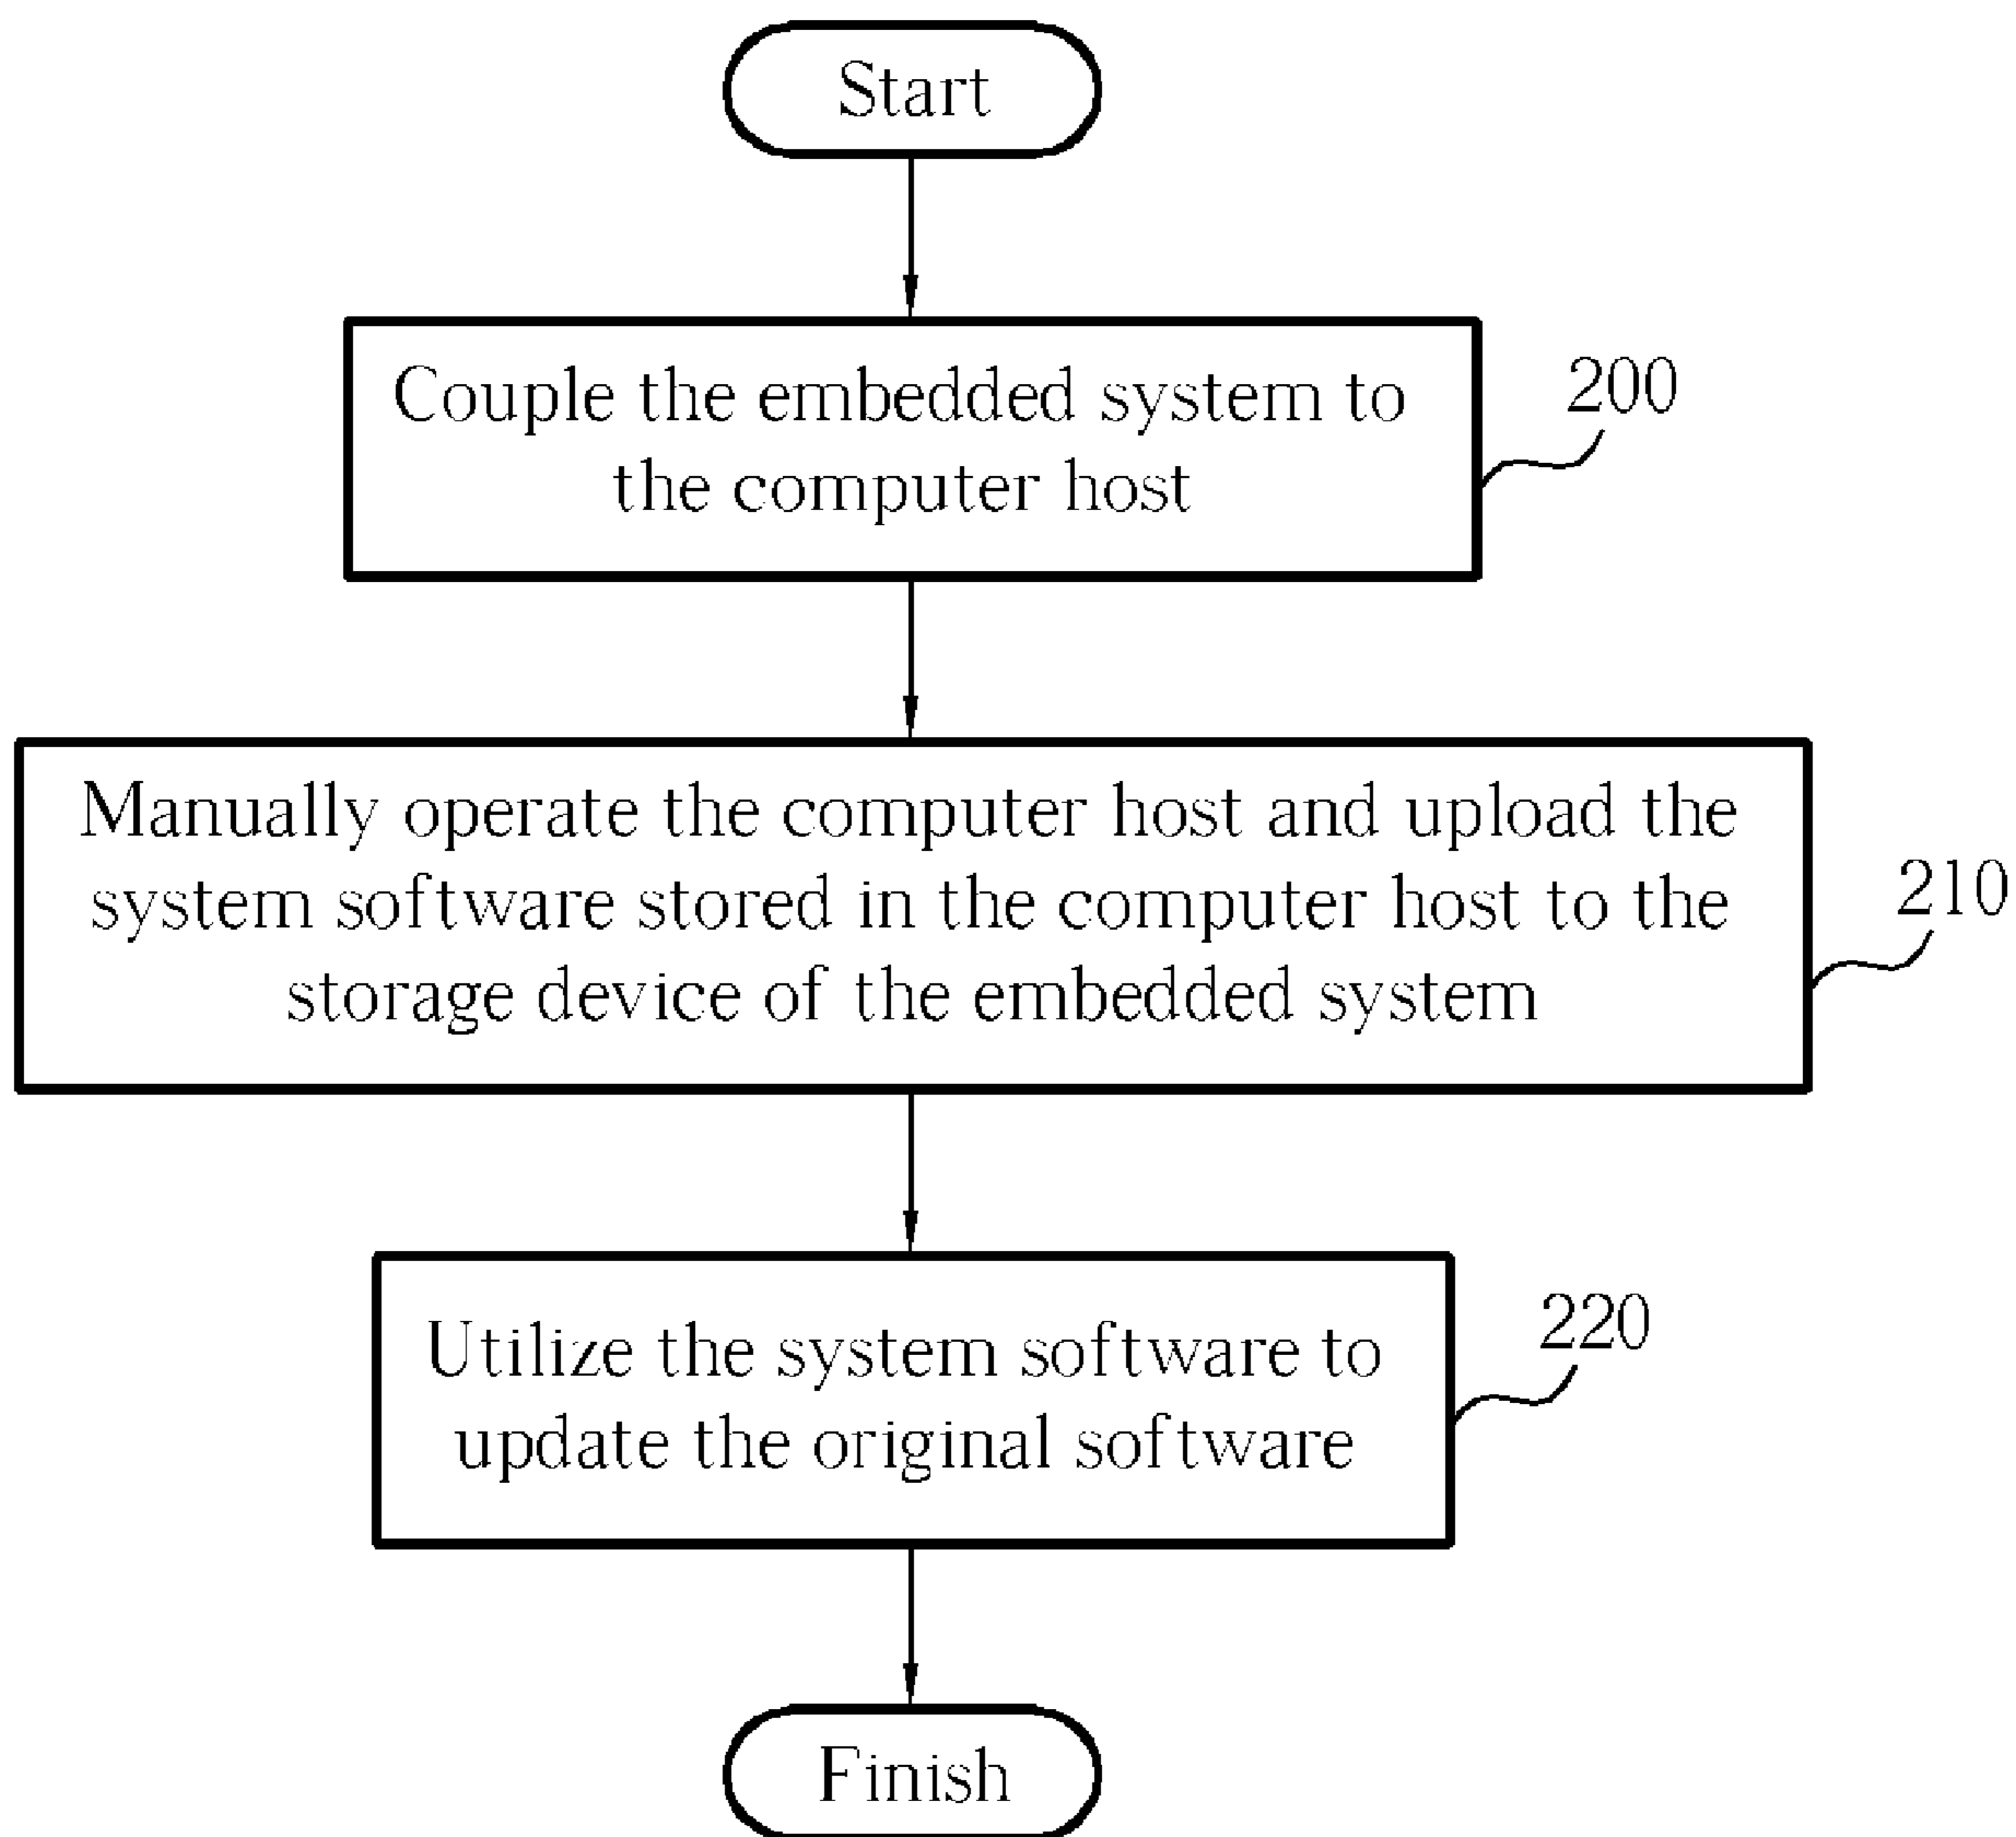 Start
Couple the embedded system to
the computer host
200
Manually operate the computer host and upload the
system software stored in the computer host to the
storage device of the embedded system
210
Utilize the system software to
update the original software
220
Finish